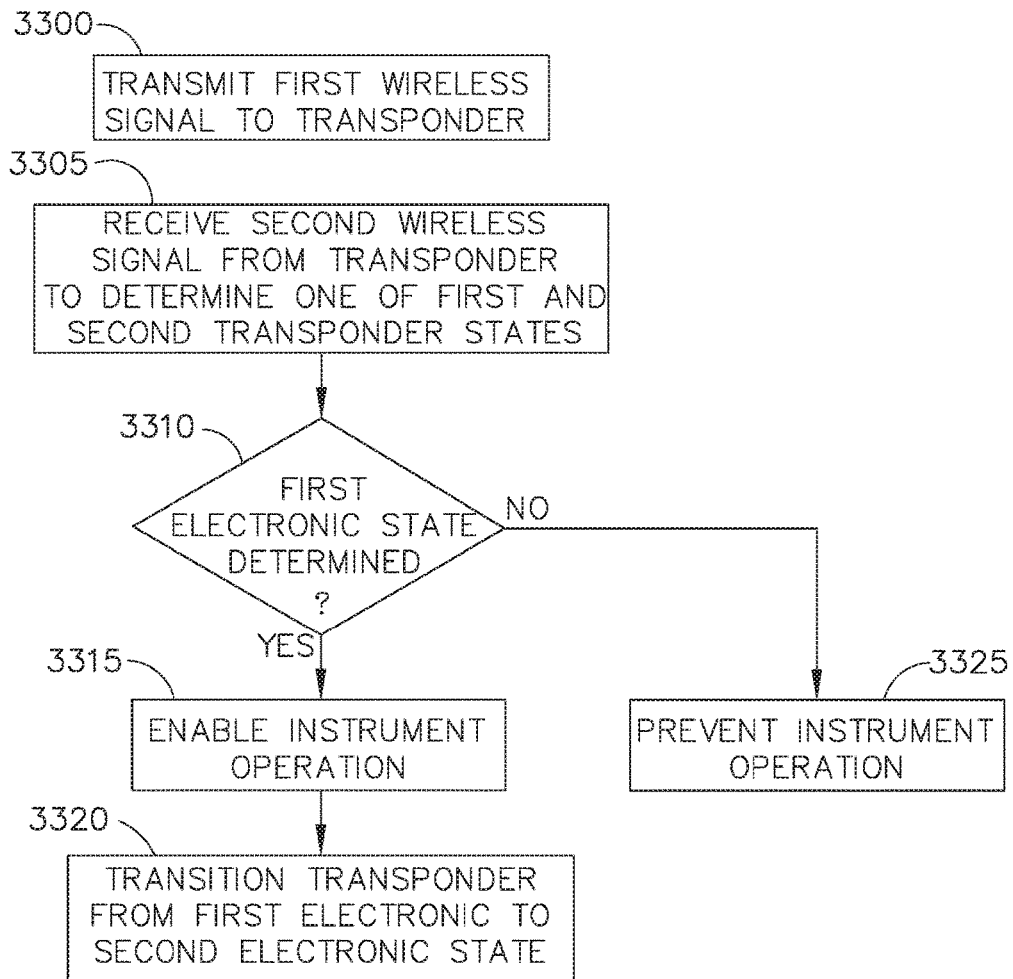 3300
TRANSMIT FIRST WIRELESS
SIGNAL TO TRANSPONDER
3305
RECEIVE SECOND WIRELESS
SIGNAL FROM TRANSPONDER
TO DETERMINE ONE OF FIRST AND
SECOND TRANSPONDER STATES
3310
FIRST
ELECTRONIC STATE
DETERMINED
?
NO
YES
3315
ENABLE INSTRUMENT
OPERATION
3325
PREVENT INSTRUMENT
OPERATION
3320
TRANSITION TRANSPONDER
FROM FIRST ELECTRONIC TO
SECOND ELECTRONIC STATE